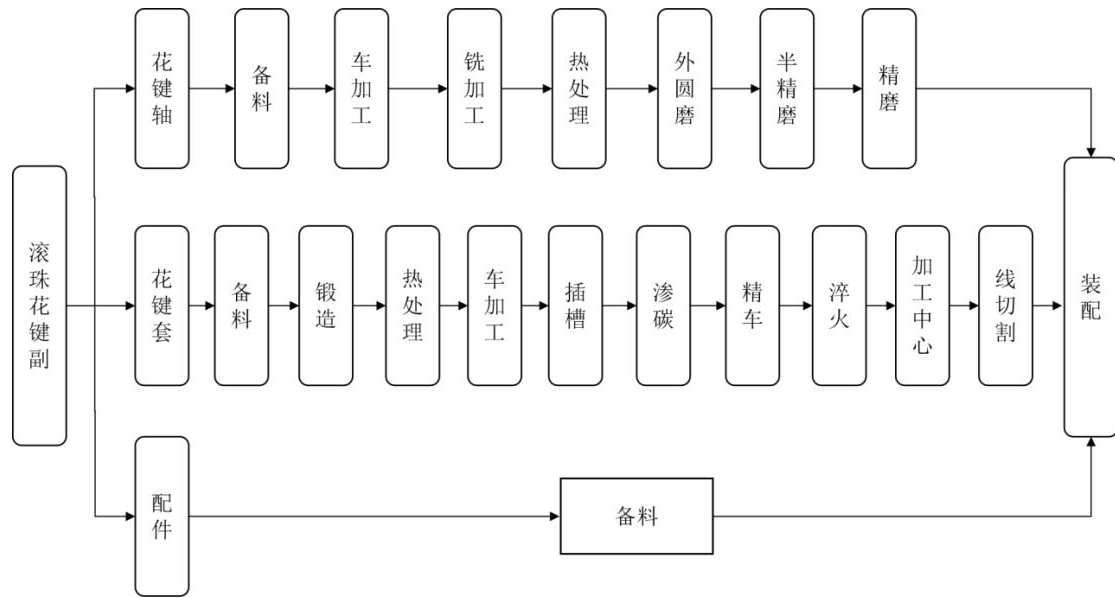 滚珠花键副
花键轴
备料
车加工
铣加工
热处理
外圆磨
半精磨
精磨
花键套
备料
锻造
热处理
车加工
插槽
渗碳
精车
淬火
加工中心
线切割
配件
备料
装配